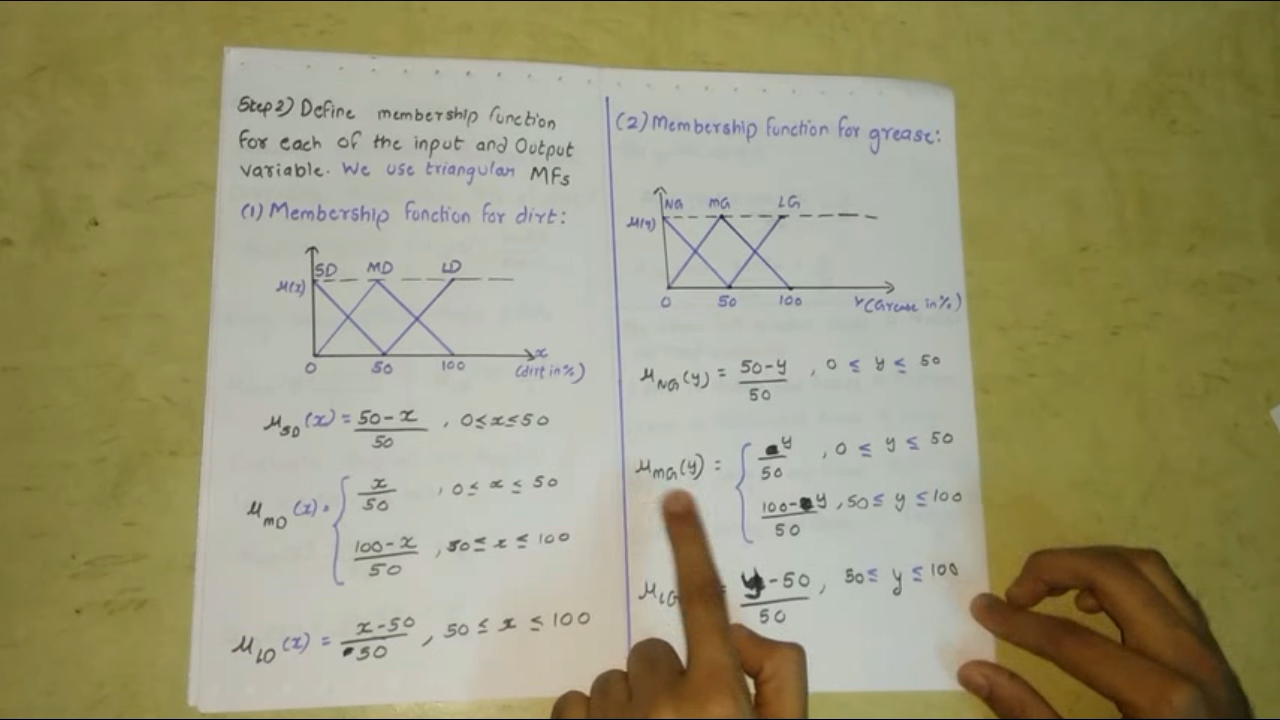 Step 2) Define membership function
for each of the input and Output
variable. We use triangular MFs
(1) Membership function for dirt:
SD MD LD
μ(x)
0 50 100 x
(dirt in %)
μSD(x) = 50-x/50 , 0≤x≤50
μMD(x) = { x/50 , 0≤ x ≤ 50
100-x/50 , 50≤ x ≤ 100
μLD(x) = x-50/50 , 50 ≤ x ≤ 100
(2) Membership function for grease:
NG MG LG
μ(y)
0 50 100 Y(Grease in %)
μNG(y) = 50-y/50 , 0 ≤ y ≤ 50
μMG(y) = { y/50 , 0 ≤ y ≤ 50
100-y/50 , 50≤ y ≤100
μLG = y-50/50 , 50≤ y ≤ 100